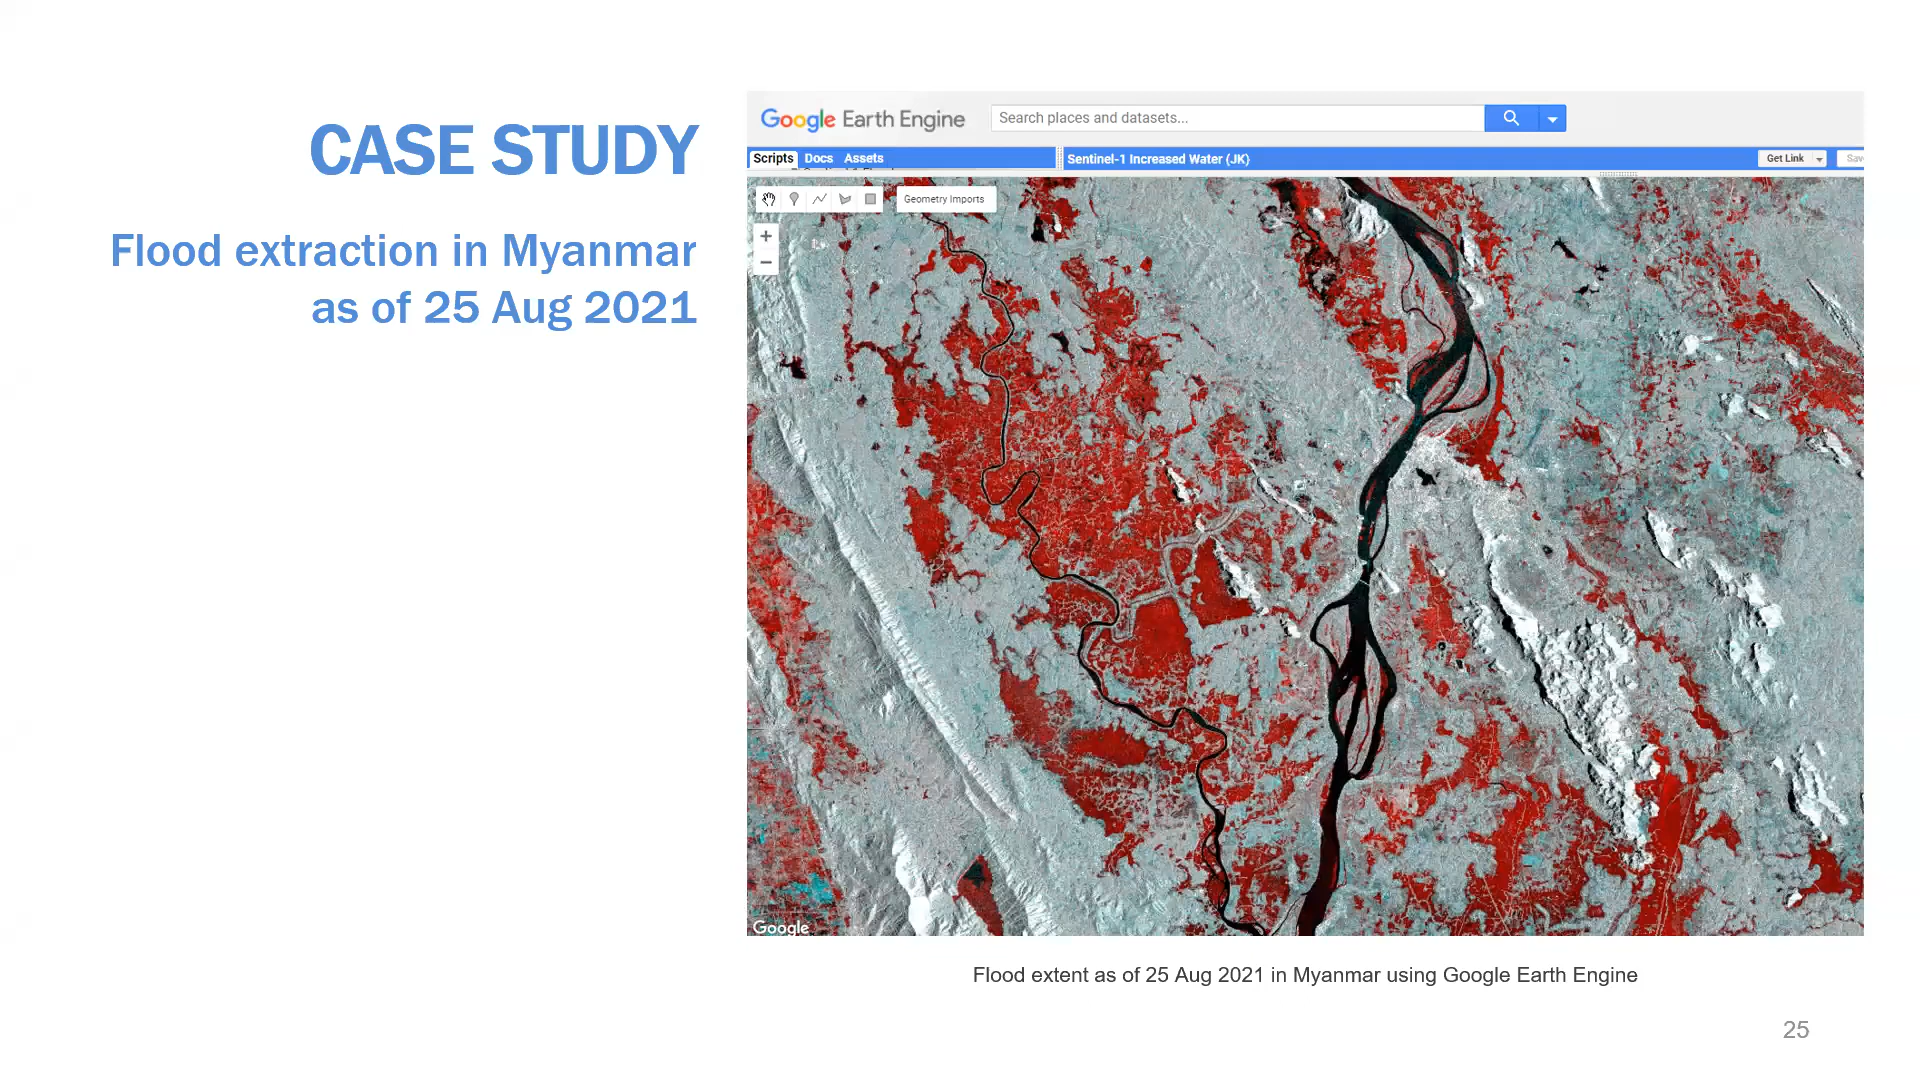 CASE STUDY
Flood extraction in Myanmar
as of 25 Aug 2021
Google Earth Engine
Search places and datasets...
Scripts Docs Assets
Sentinel-1 Increased Water (JK)
Get Link
Geometry Imports
Google
Flood extent as of 25 Aug 2021 in Myanmar using Google Earth Engine
25